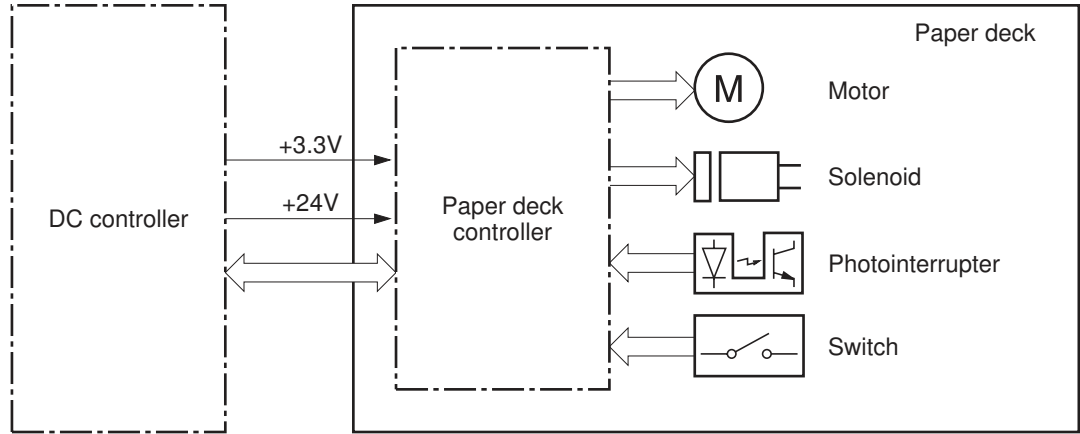 Paper deck
M
Motor
+3.3V
Solenoid
+24V
DC controller
Paper deck
controller
Photointerrupter
Switch